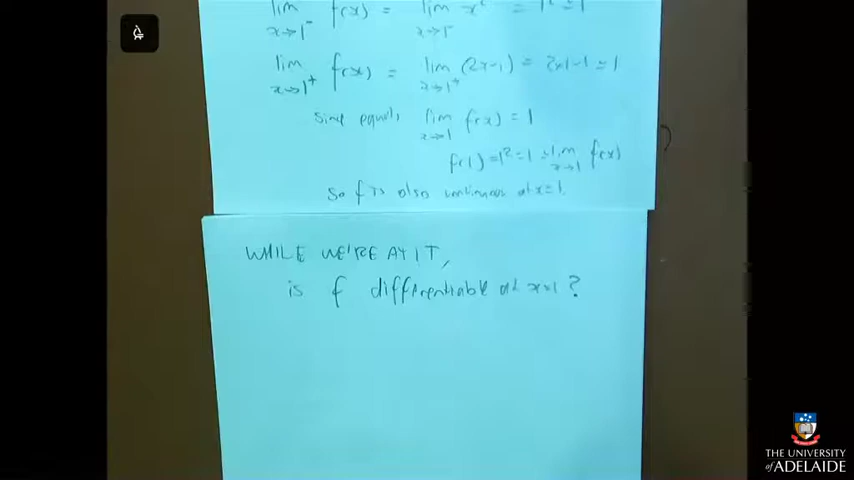 lim f(x) = lim x² = 1² = 1
x→1⁻ x→1⁻
lim f(x) = lim (2x-1) = 2x1-1 = 1
x→1⁺ x→1⁺
Since equal, lim f(x) = 1
x→1
f(1) = 1² = 1 = lim f(x)
x→1
So f is also continuous at x=1.
WHILE WE'RE AT IT,
is f differentiable at x=1?
THE UNIVERSITY
of ADELAIDE